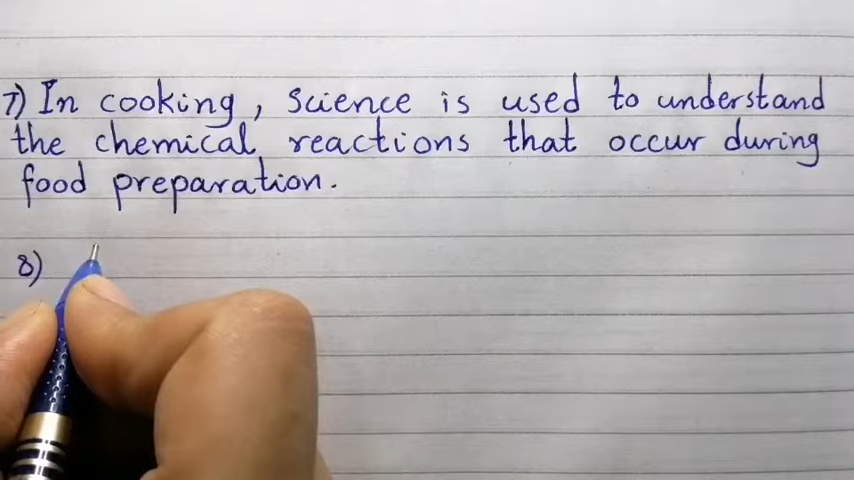 7) In cooking, science is used to understand
the chemical reactions that occur during
food preparation.
8)